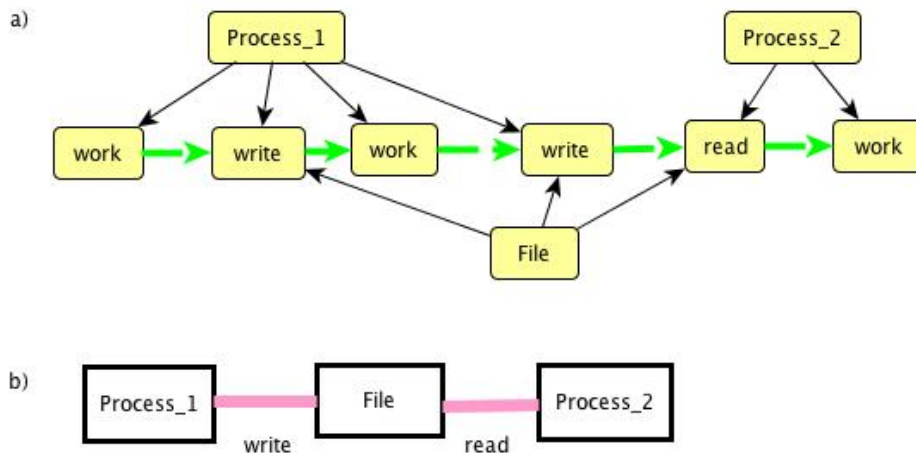 a)
Process_1
Process_2
work
write
work
write
read
work
File
b)
Process_1
File
Process_2
write
read